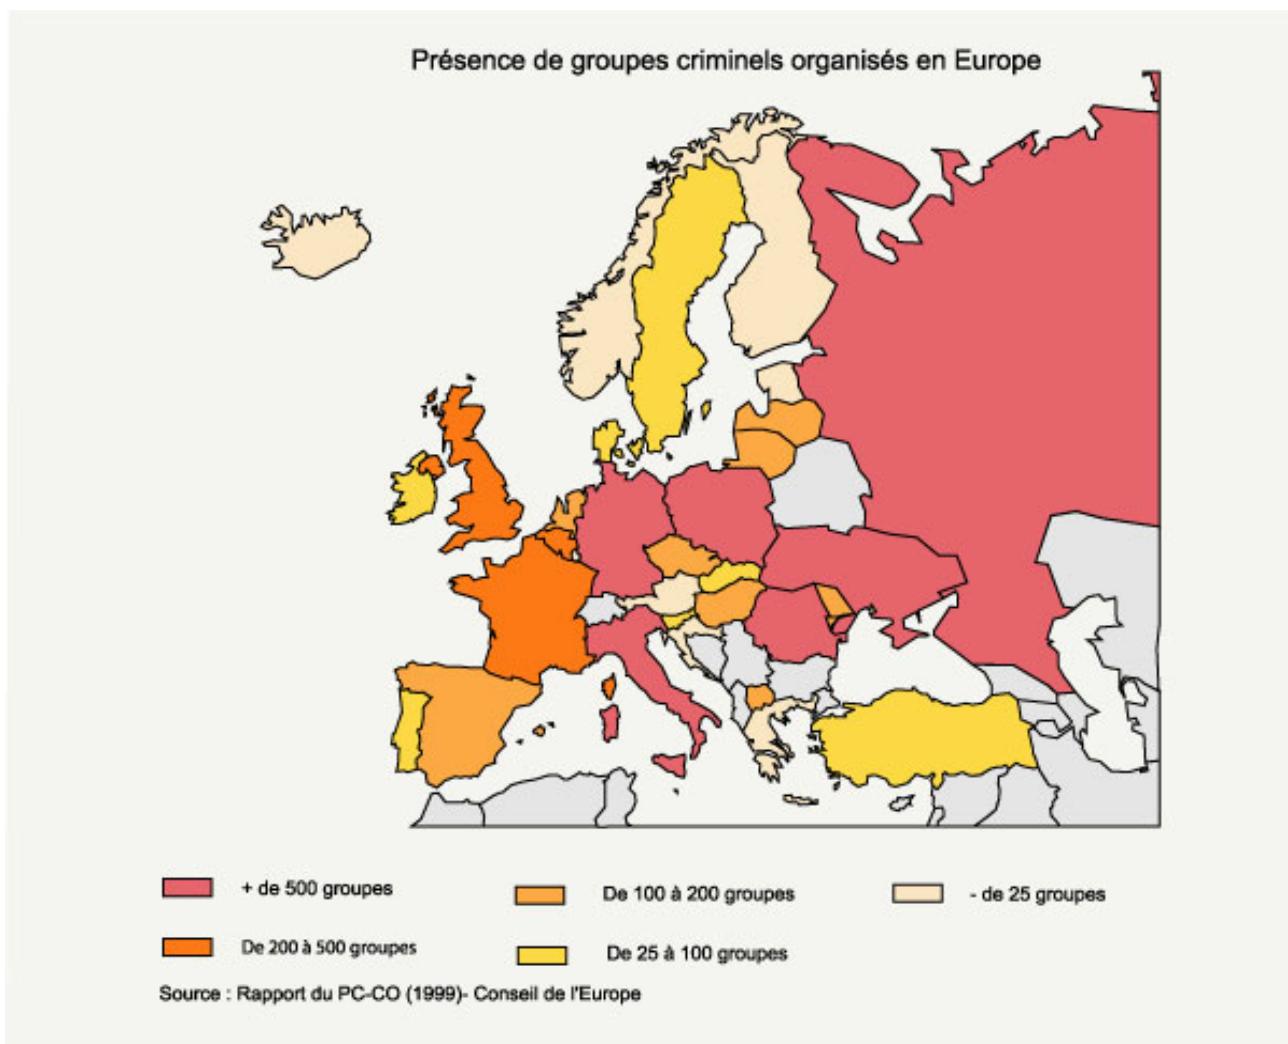 Présence de groupes criminels organisés en Europe
+ de 500 groupes
De 100 à 200 groupes
- de 25 groupes
De 200 à 500 groupes
De 25 à 100 groupes
Source : Rapport du PC-CO (1999)- Conseil de l'Europe